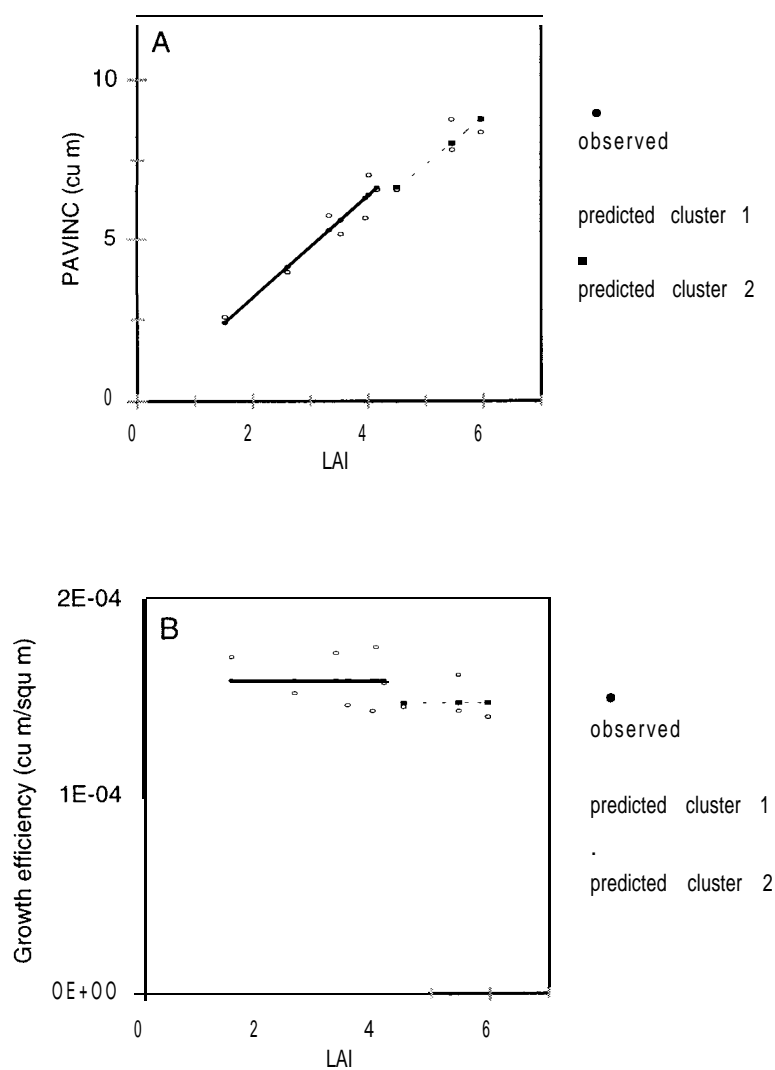 A
10
5
0
PAVINC (cu m)
0 2 4 6
LAI
observed
predicted cluster 1
predicted cluster 2
B
2E-04
1E-04
0E+00
Growth efficiency (cu m/squ m)
0 2 4 6
LAI
observed
predicted cluster 1
predicted cluster 2